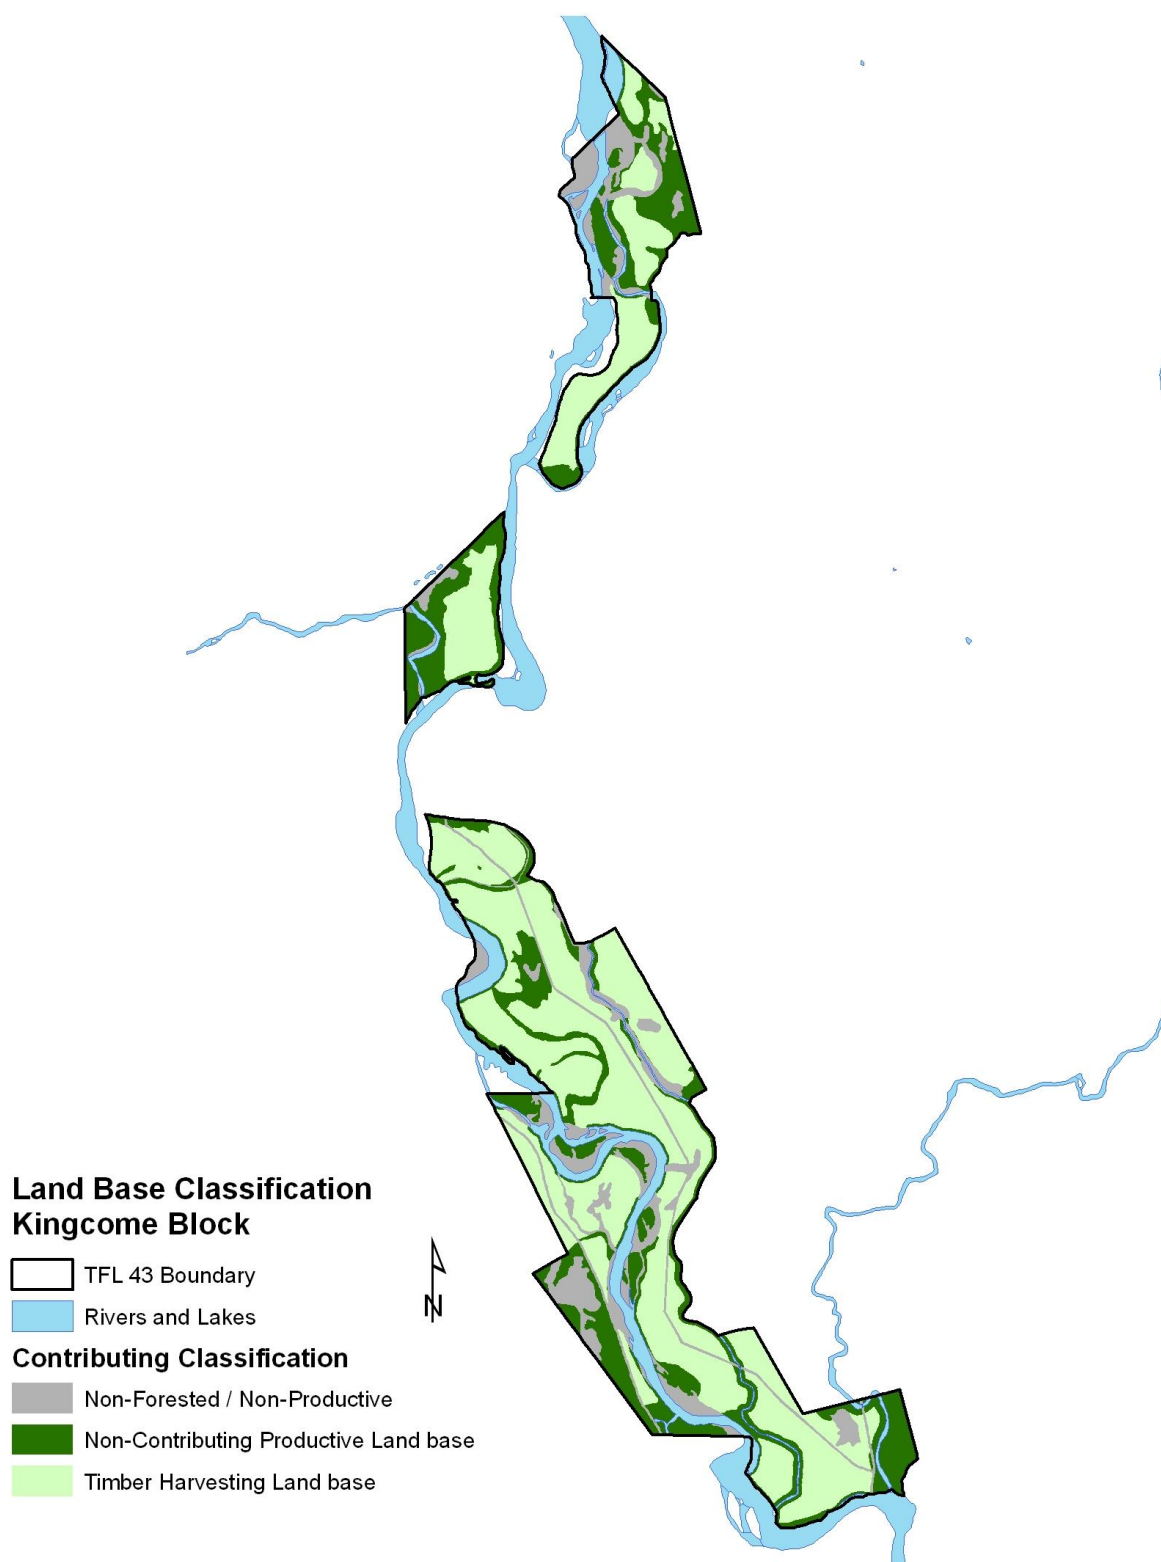 Land Base Classification
Kingcome Block
TFL 43 Boundary
Rivers and Lakes
Contributing Classification
Non-Forested / Non-Productive
Non-Contributing Productive Land base
Timber Harvesting Land base
N